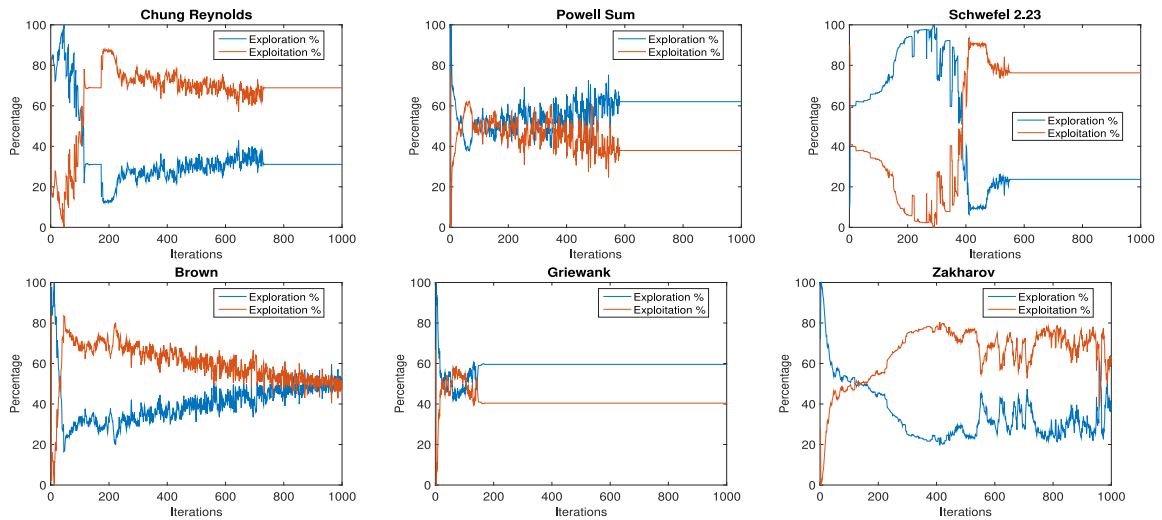 Chung Reynolds
Powell Sum
Schwefel 2.23
100
80
60
40
20
0
Percentage
Exploration %
Exploitation %
0 200 400 600 800 1000
Iterations
100
80
60
40
20
0
Percentage
Exploration %
Exploitation %
0 200 400 600 800 1000
Iterations
100
80
60
40
20
0
Percentage
Exploration %
Exploitation %
0 200 400 600 800 1000
Iterations
Brown
Griewank
Zakharov
100
80
60
40
20
0
Percentage
Exploration %
Exploitation %
0 200 400 600 800 1000
Iterations
100
80
60
40
20
0
Percentage
Exploration %
Exploitation %
0 200 400 600 800 1000
Iterations
100
80
60
40
20
0
Percentage
Exploration %
Exploitation %
0 200 400 600 800 1000
Iterations